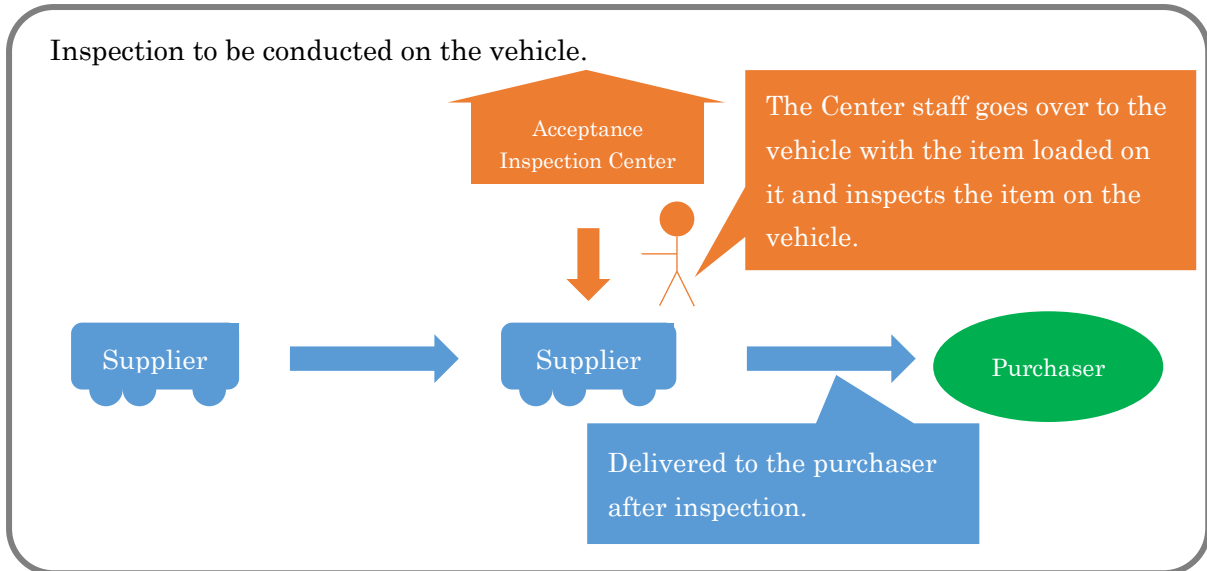 Inspection to be conducted on the vehicle.
Acceptance
Inspection Center
The Center staff goes over to the
vehicle with the item loaded on
it and inspects the item on the
vehicle.
Supplier
Supplier
Purchaser
Delivered to the purchaser
after inspection.